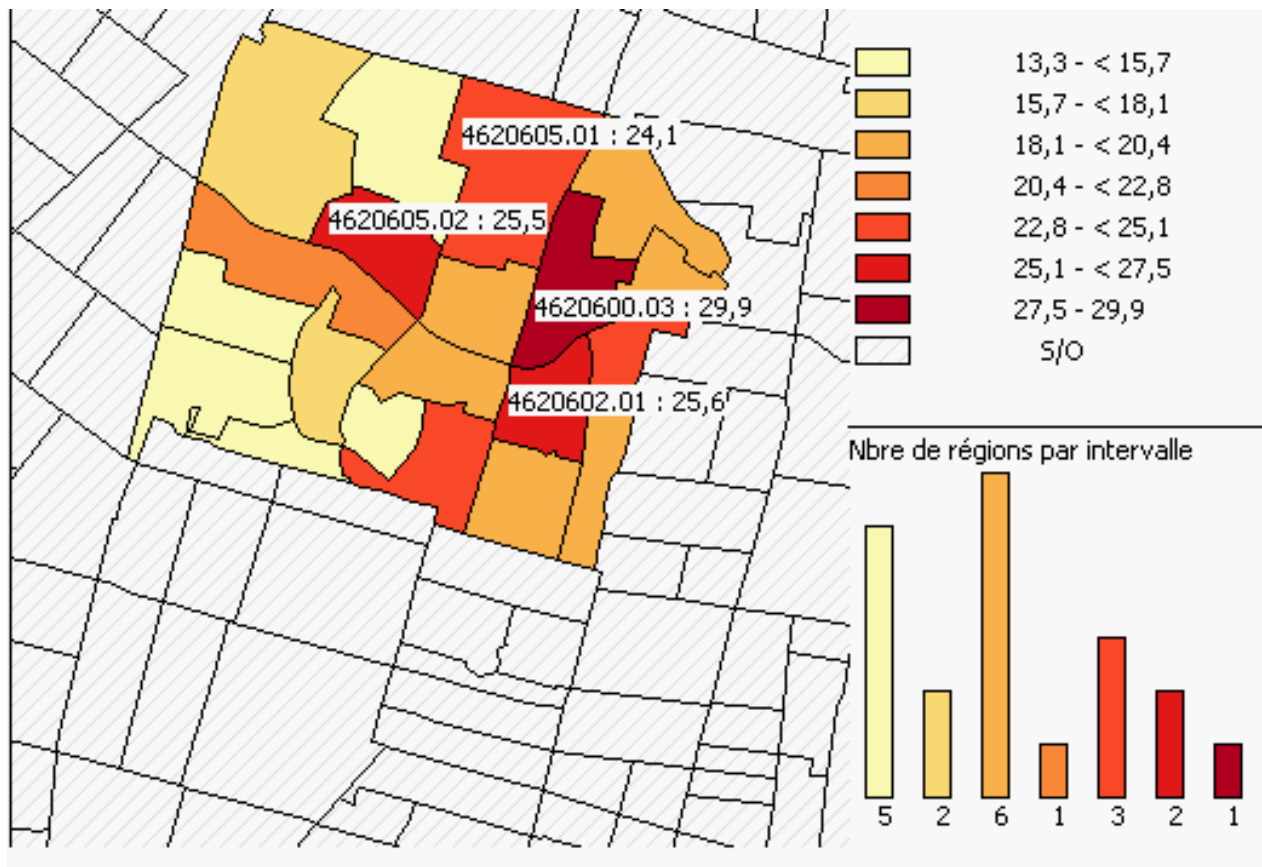 4620605.01 : 24,1
4620605.02 : 25,5
4620600.03 : 29,9
4620602.01 : 25,6
13,3 - < 15,7
15,7 - < 18,1
18,1 - < 20,4
20,4 - < 22,8
22,8 - < 25,1
25,1 - < 27,5
27,5 - 29,9
S/O
Nbre de régions par intervalle
5 2 6 1 3 2 1